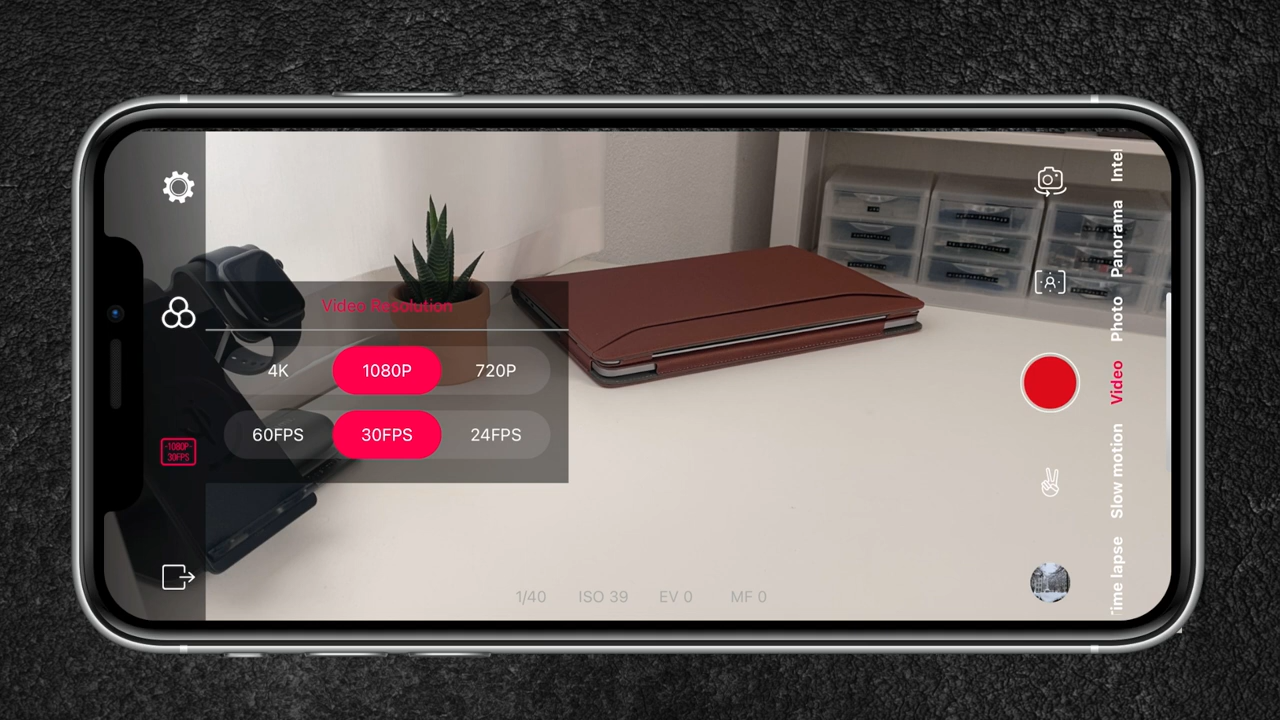 Video Resolution
4K 1080P 720P
60FPS 30FPS 24FPS
1080P
30FPS
1/40 ISO 39 EV 0 MF 0
Intel
Panorama
Photo
Video
Slow motion
Time lapse